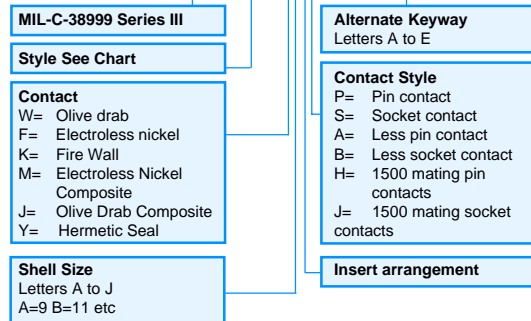 MIL-C-38999 Series III
Style See Chart
Contact
W= Olive drab
F= Electroless nickel
K= Fire Wall
M= Electroless Nickel
Composite
J= Olive Drab Composite
Y= Hermetic Seal
Shell Size
Letters A to J
A=9 B=11 etc
Alternate Keyway
Letters A to E
Contact Style
P= Pin contact
S= Socket contact
A= Less pin contact
B= Less socket contact
H= 1500 mating pin
contacts
J= 1500 mating socket
contacts
Insert arrangement